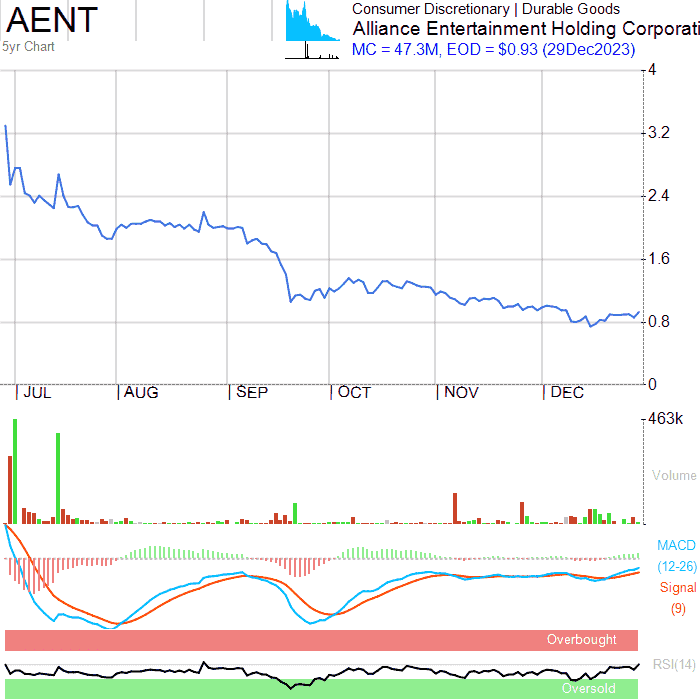 AENT
5yr Chart
Consumer Discretionary | Durable Goods
Alliance Entertainment Holding Corporati
MC = 47.3M, EOD = $0.93 (29Dec2023)
4
3.2
2.4
1.6
0.8
0
JUL AUG SEP OCT NOV DEC
463k
Volume
MACD
(12-26)
Signal
(9)
Overbought
RSI(14)
Oversold